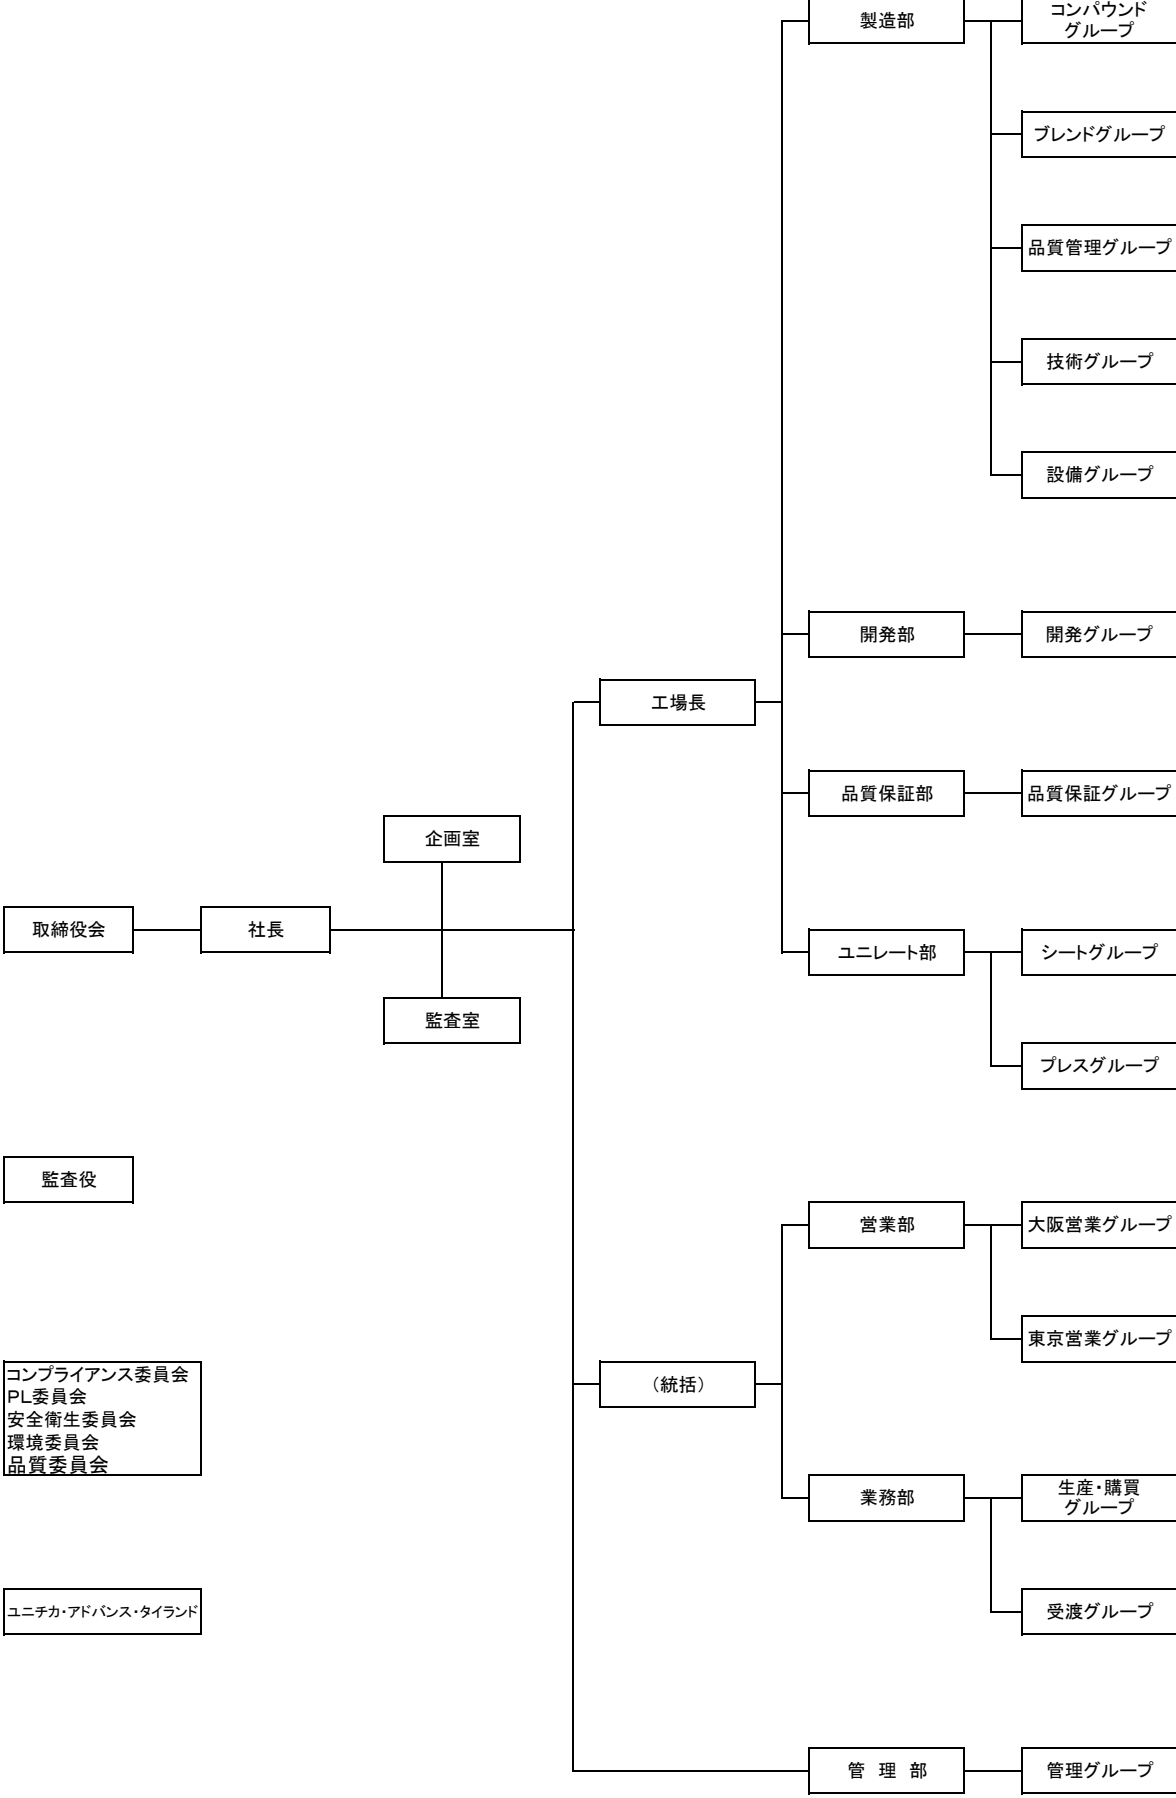 製造部
コンパウンド
グループ
ブレンドグループ
品質管理グループ
技術グループ
設備グループ
開発部
開発グループ
工場長
品質保証部
品質保証グループ
企画室
取締役会
社長
ユニレート部
シートグループ
監査室
プレスグループ
監査役
営業部
大阪営業グループ
東京営業グループ
コンプライアンス委員会
PL委員会
安全衛生委員会
環境委員会
品質委員会
（統括）
業務部
生産・購買
グループ
ユニチカ・アドバンス・タイランド
受渡グループ
管 理 部
管理グループ